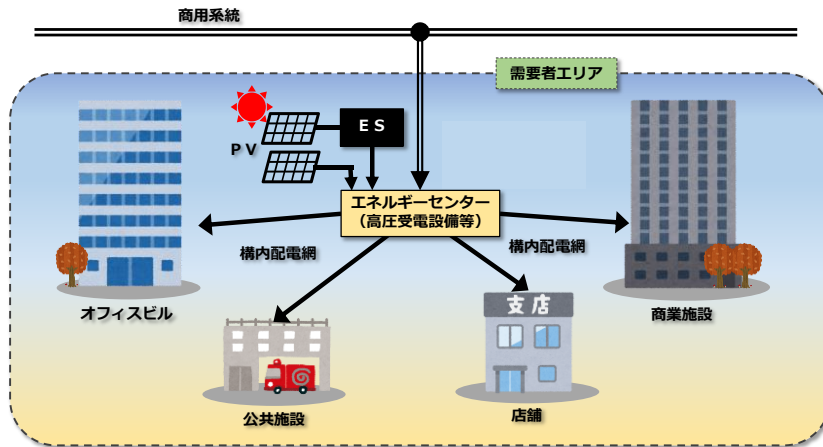 商用系統
需要者エリア
ES
PV
エネルギーセンター
（高圧受電設備等）
構内配電網
構内配電網
オフィスビル
支店
商業施設
公共施設
店舗